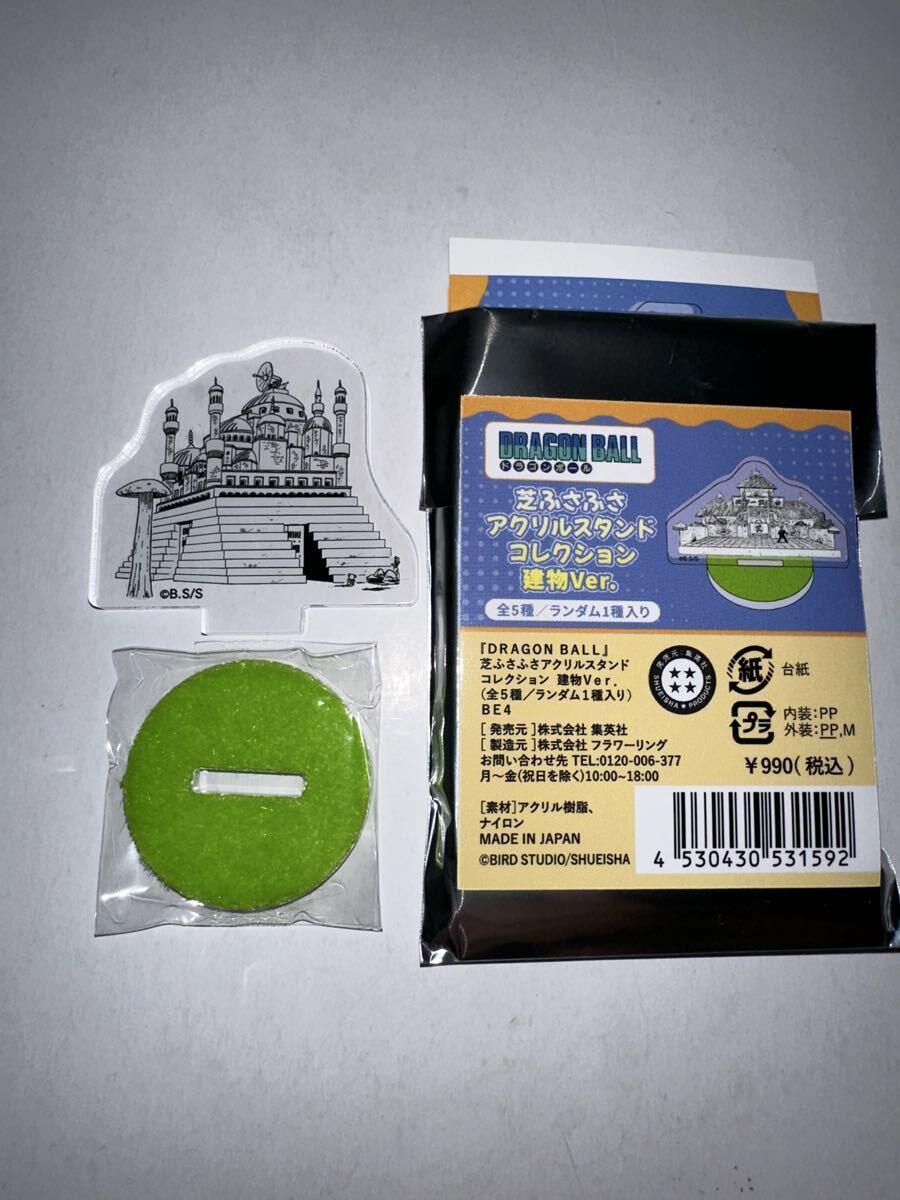 ©B.S/S
DRAGON BALL
ドラゴンボール
芝ふさふさ
アクリルスタンド
コレクション
建物Ver.
全5種／ランダム1種入り
©B.S/S
『DRAGON BALL』
芝ふさふさアクリルスタンド
コレクション 建物Ver.
(全5種／ランダム1種入り)
BE4
[発売元]株式会社 集英社
[製造元]株式会社 フラワーリング
お問い合わせ先 TEL:0120-006-377
月~金(祝日を除く)10:00~18:00
[素材]アクリル樹脂、
ナイロン
MADE IN JAPAN
©BIRD STUDIO/SHUEISHA
発売元:集英社
SHUEISHA PRODUCTS
紙
台紙
プラ
内装:PP
外装:PP,M
¥990(税込)
4 530430 531592